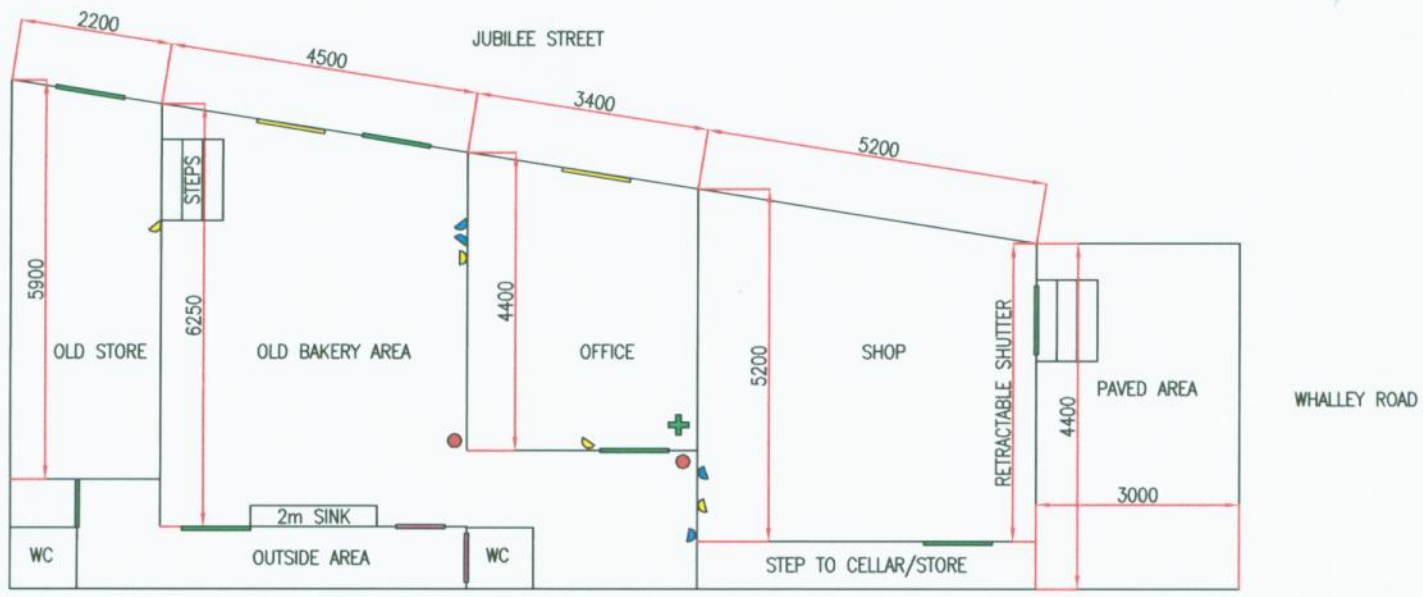 JUBILEE STREET
2200
4500
3400
5200
STEPS
5900
6250
4400
5200
RETRACTABLE SHUTTER
4400
OLD STORE
OLD BAKERY AREA
OFFICE
SHOP
PAVED AREA
WHALLEY ROAD
3000
2m SINK
WC
OUTSIDE AREA
WC
STEP TO CELLAR/STORE